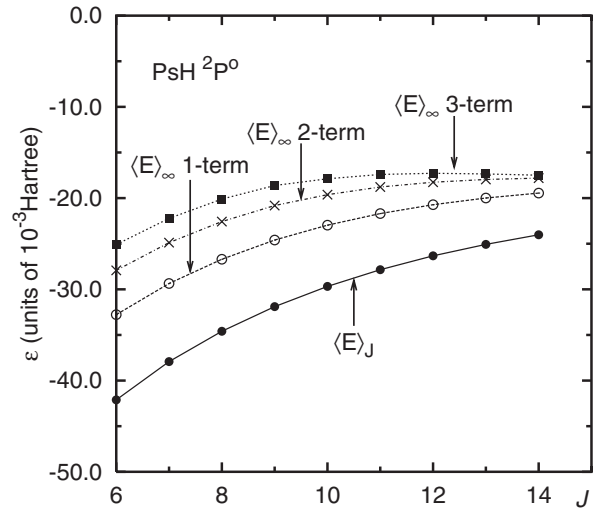 0.0
PsH ²Pᵒ
-10.0
⟨E⟩∞ 3-term
⟨E⟩∞ 2-term
⟨E⟩∞ 1-term
-20.0
-30.0
⟨E⟩J
-40.0
-50.0
ε (units of 10⁻³Hartree)
6 8 10 12 14 J